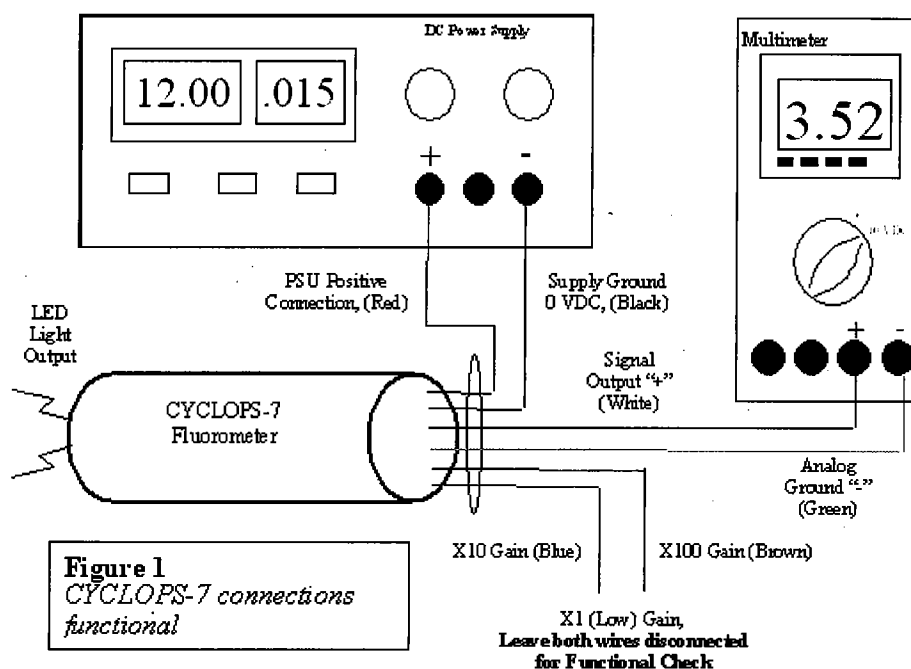 DC Power Supply
12.00 .015
+ -
Multimeter
3.52
+ -
PSU Positive
Connection, (Red)
Supply Ground
0 VDC, (Black)
LED
Light
Output
Signal
Output "+"
(White)
CYCLOPS-7
Fluorometer
Analog
Ground "-"
(Green)
X10 Gain (Blue)
X100 Gain (Brown)
Figure 1
CYCLOPS-7 connections
functional
X1 (Low) Gain,
Leave both wires disconnected
for Functional Check